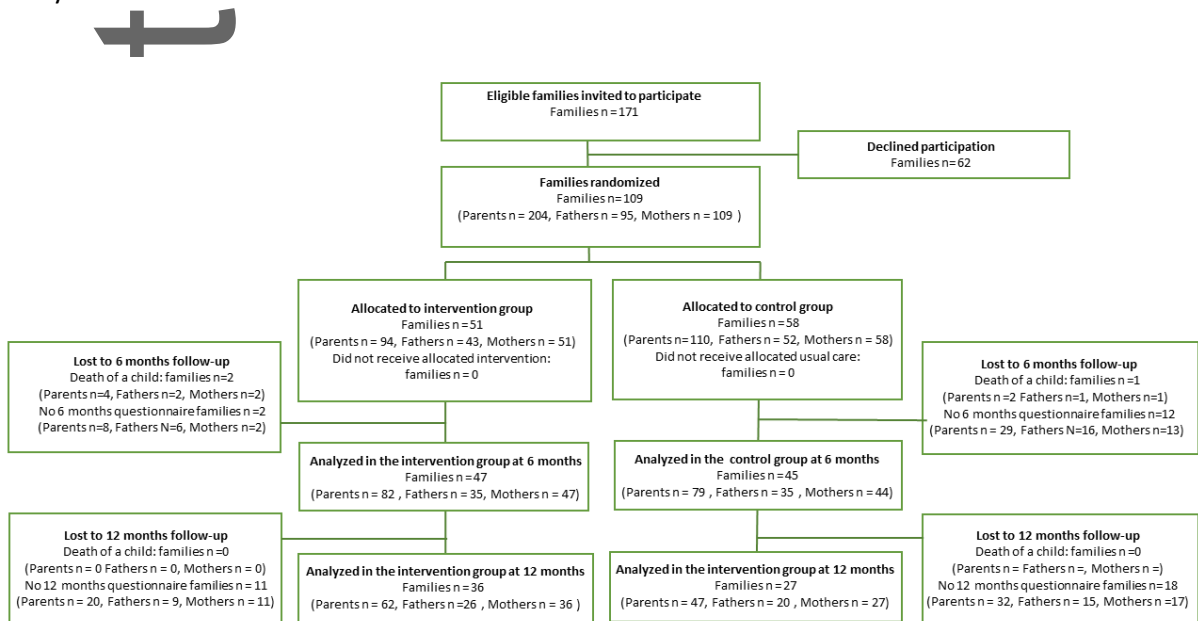 Eligible families invited to participate
Families n=171
Declined participation
Families n=62
Families randomized
Families n=109
(Parents n = 204, Fathers n = 95, Mothers n = 109 )
Allocated to intervention group
Families n=51
(Parents n = 94, Fathers n = 43, Mothers n = 51)
Did not receive allocated intervention:
families n = 0
Allocated to control group
Families n=58
(Parents n=110, Fathers n = 52, Mothers n = 58)
Did not receive allocated usual care:
families n = 0
Lost to 6 months follow-up
Death of a child: families n=2
(Parents n=4, Fathers n=2, Mothers n=2)
No 6 months questionnaire families n =2
(Parents n=8, Fathers N=6, Mothers n=2)
Lost to 6 months follow-up
Death of a child: families n =1
(Parents n =2 Fathers n=1, Mothers n=1)
No 6 months questionnaire families n=12
(Parents n = 29, Fathers N=16, Mothers n=13)
Analyzed in the intervention group at 6 months
Families n=47
(Parents n = 82 , Fathers n = 35, Mothers n = 47)
Analyzed in the control group at 6 months
Families n=45
(Parents n = 79 , Fathers n = 35 , Mothers n = 44)
Lost to 12 months follow-up
Death of a child: families n =0
(Parents n = 0 Fathers n = 0, Mothers n = 0)
No 12 months questionnaire families n = 11
(Parents n = 20, Fathers n = 9, Mothers n = 11)
Analyzed in the intervention group at 12 months
Families n=36
(Parents n = 62, Fathers n =26 , Mothers n = 36 )
Analyzed in the intervention group at 12 months
Families n=27
(Parents n = 47, Fathers n = 20 , Mothers n = 27)
Lost to 12 months follow-up
Death of a child: families n =0
(Parents n = Fathers n =, Mothers n =)
No 12 months questionnaire families n=18
(Parents n = 32, Fathers n = 15, Mothers n =17)